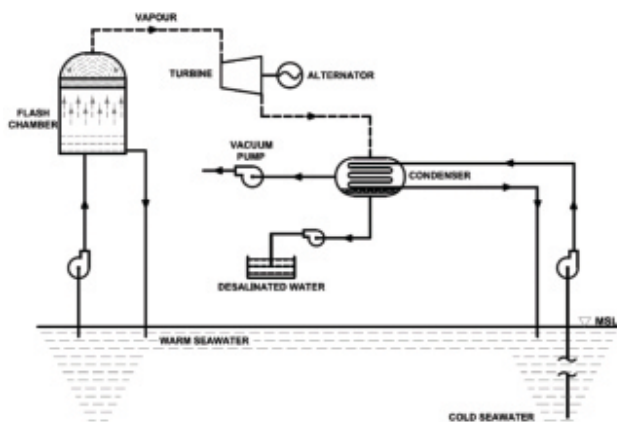 VAPOUR
TURBINE
ALTERNATOR
FLASH
CHAMBER
VACUUM
PUMP
CONDENSER
DESALINATED WATER
MSL
WARM SEAWATER
COLD SEAWATER